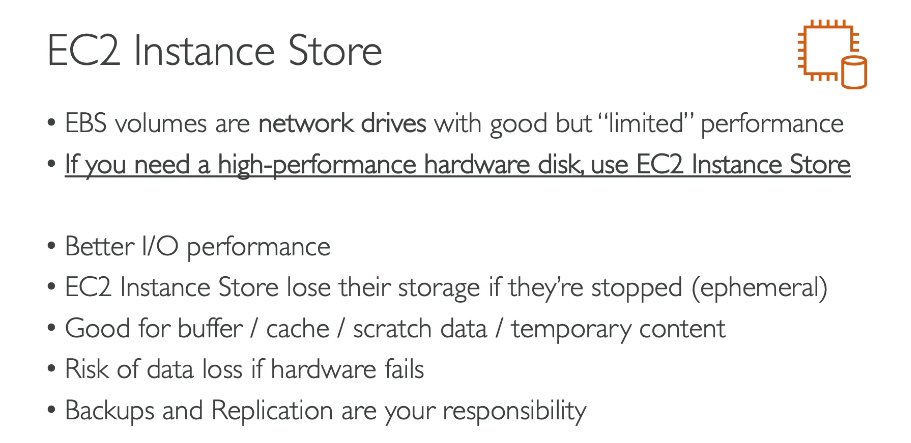 EC2 Instance Store
• EBS volumes are network drives with good but “limited” performance
• If you need a high-performance hardware disk, use EC2 Instance Store
• Better I/O performance
• EC2 Instance Store lose their storage if they’re stopped (ephemeral)
• Good for buffer / cache / scratch data / temporary content
• Risk of data loss if hardware fails
• Backups and Replication are your responsibility